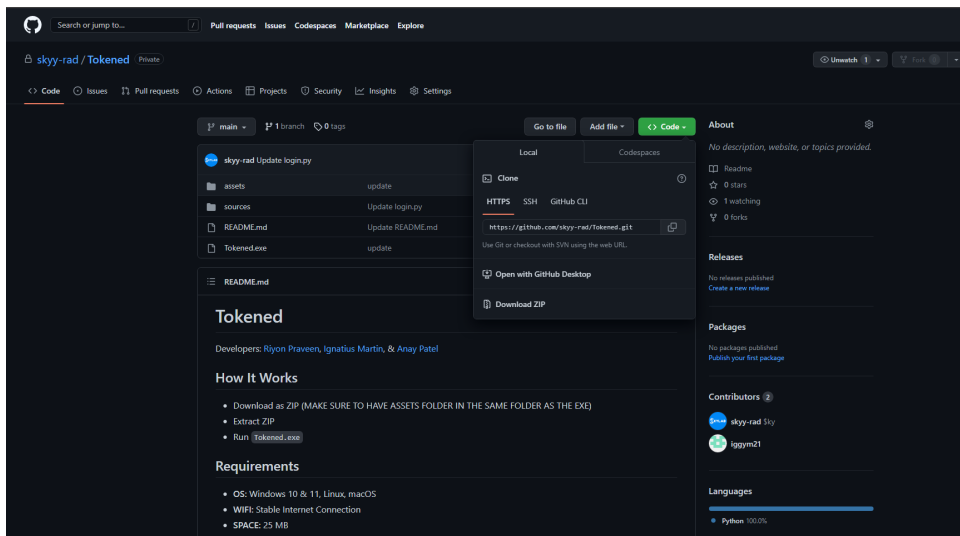 Search or jump to... /
Pull requests Issues Codespaces Marketplace Explore
skyy-rad / Tokened Private
Unwatch 1 Fork 0
Code Issues Pull requests Actions Projects Security Insights Settings
main 1 branch 0 tags
Go to file Add file Code
skyy-rad Update login.py
assets update
sources Update login.py
README.md Update README.md
Tokened.exe update
Local Codespaces
Clone
HTTPS SSH GitHub CLI
https://github.com/skyy-rad/Tokened.git
Use Git or checkout with SVN using the web URL.
Open with GitHub Desktop
Download ZIP
README.md
Tokened
Developers: Riyon Praveen, Ignatius Martin, & Anay Patel
How It Works
Download as ZIP (MAKE SURE TO HAVE ASSETS FOLDER IN THE SAME FOLDER AS THE EXE)
Extract ZIP
Run Tokened.exe
Requirements
OS: Windows 10 & 11, Linux, macOS
WIFI: Stable Internet Connection
SPACE: 25 MB
About
No description, website, or topics provided.
Readme
0 stars
1 watching
0 forks
Releases
No releases published
Create a new release
Packages
No packages published
Publish your first package
Contributors 2
skyy-rad $ky
iggym21
Languages
Python 100.0%